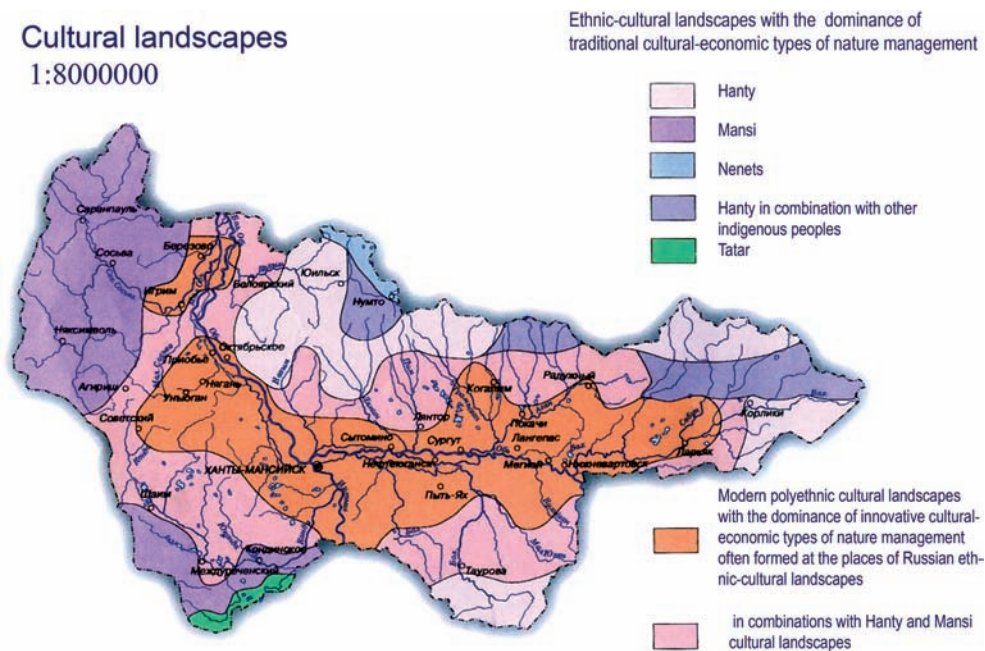 Cultural landscapes
1:8000000
Ethnic-cultural landscapes with the dominance of
traditional cultural-economic types of nature management
Hanty
Mansi
Nenets
Hanty in combination with other
indigenous peoples
Tatar
Саранпауль
Сосьва
Березово
Игрим
Белоярский
Юильск
Нумто
Няксимволь
Приобье
Октябрьское
Агириш
Нягань
Уньюган
Советский
Когалым
Радужный
Покачи
Лянтор
Корлики
Сытомино
Сургут
Лангепас
Ларьяк
ХАНТЫ-МАНСИЙСК
Нефтеюганск
Мегион
Нижневартовск
Пыть-Ях
Шаим
Кондинское
Междуреченский
Таурова
Modern polyethnic cultural landscapes
with the dominance of innovative cultural-
economic types of nature management
often formed at the places of Russian eth-
nic-cultural landscapes
in combinations with Hanty and Mansi
cultural landscapes